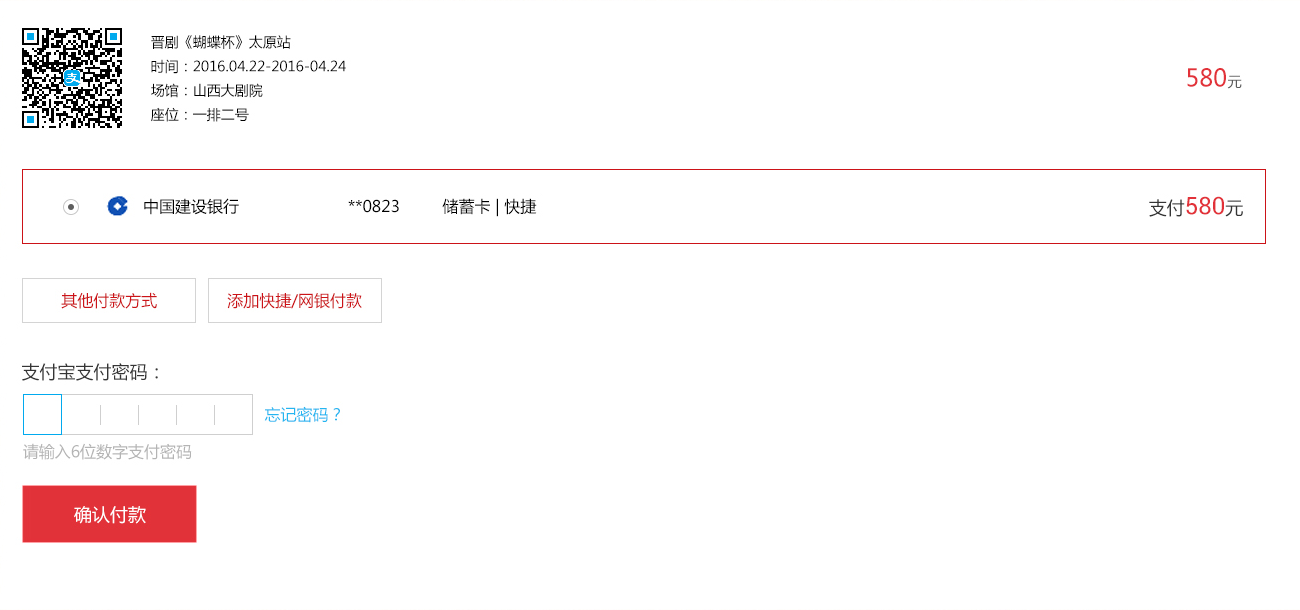 晋剧《蝴蝶杯》太原站
时间：2016.04.22-2016-04.24
场馆：山西大剧院
座位：一排二号
580元
支
中国建设银行 **0823 储蓄卡 | 快捷 支付580元
其他付款方式 添加快捷/网银付款
支付宝支付密码：
忘记密码？
请输入6位数字支付密码
确认付款